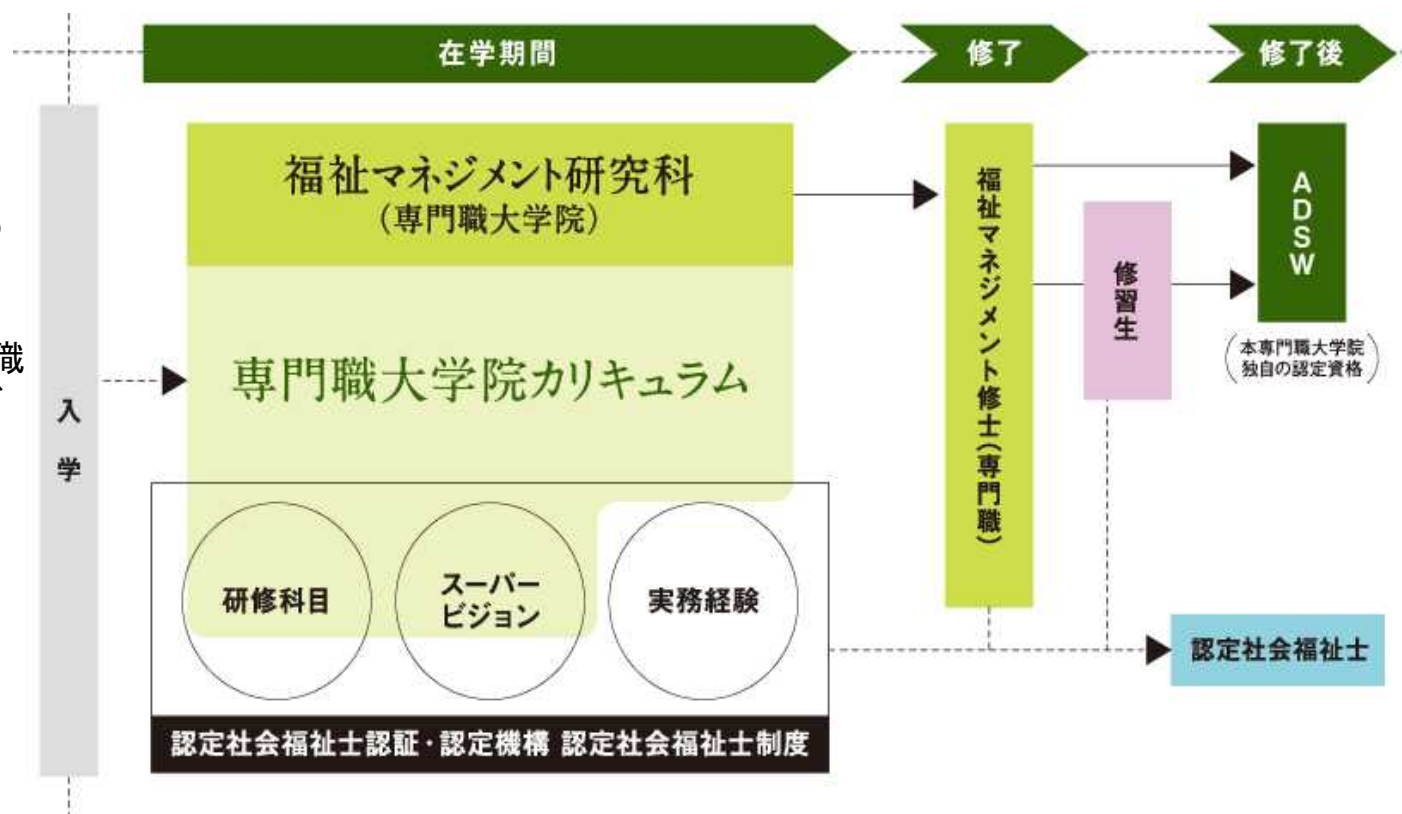 在学期間
修了
修了後
入学
福祉マネジメント研究科
（専門職大学院）
専門職大学院カリキュラム
研修科目
スーパー
ビジョン
実務経験
認定社会福祉士認証・認定機構 認定社会福祉士制度
福祉マネジメント修士（専門職）
修習生
ADSW
（本専門職大学院
独自の認定資格）
認定社会福祉士
職